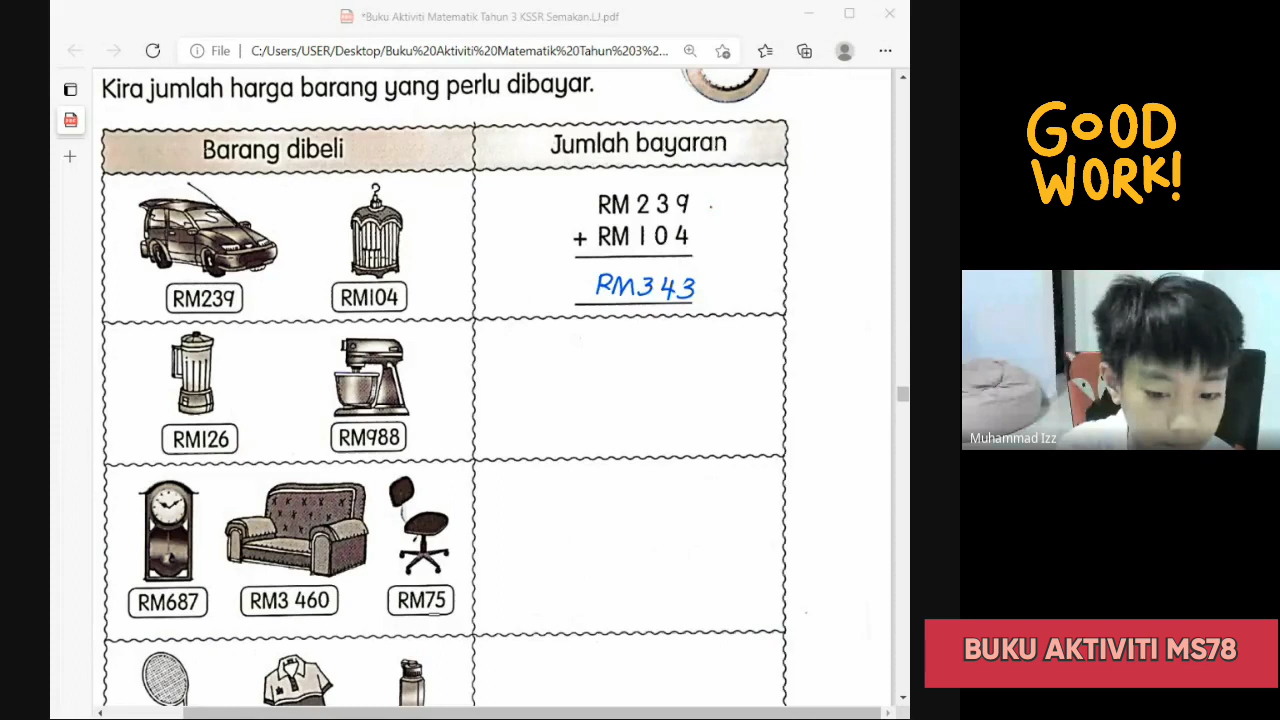 *Buku Aktiviti Matematik Tahun 3 KSSR Semakan.LJ.pdf
File | C:/Users/USER/Desktop/Buku%20Aktiviti%20Matematik%20Tahun%203%2...
Kira jumlah harga barang yang perlu dibayar.
Barang dibeli
Jumlah bayaran
RM239
RM104
RM 2 3 9
+ RM 1 0 4
RM343
RM126
RM988
RM687
RM3 460
RM75
GOOD
WORK!
Muhammad Izz
BUKU AKTIVITI MS78